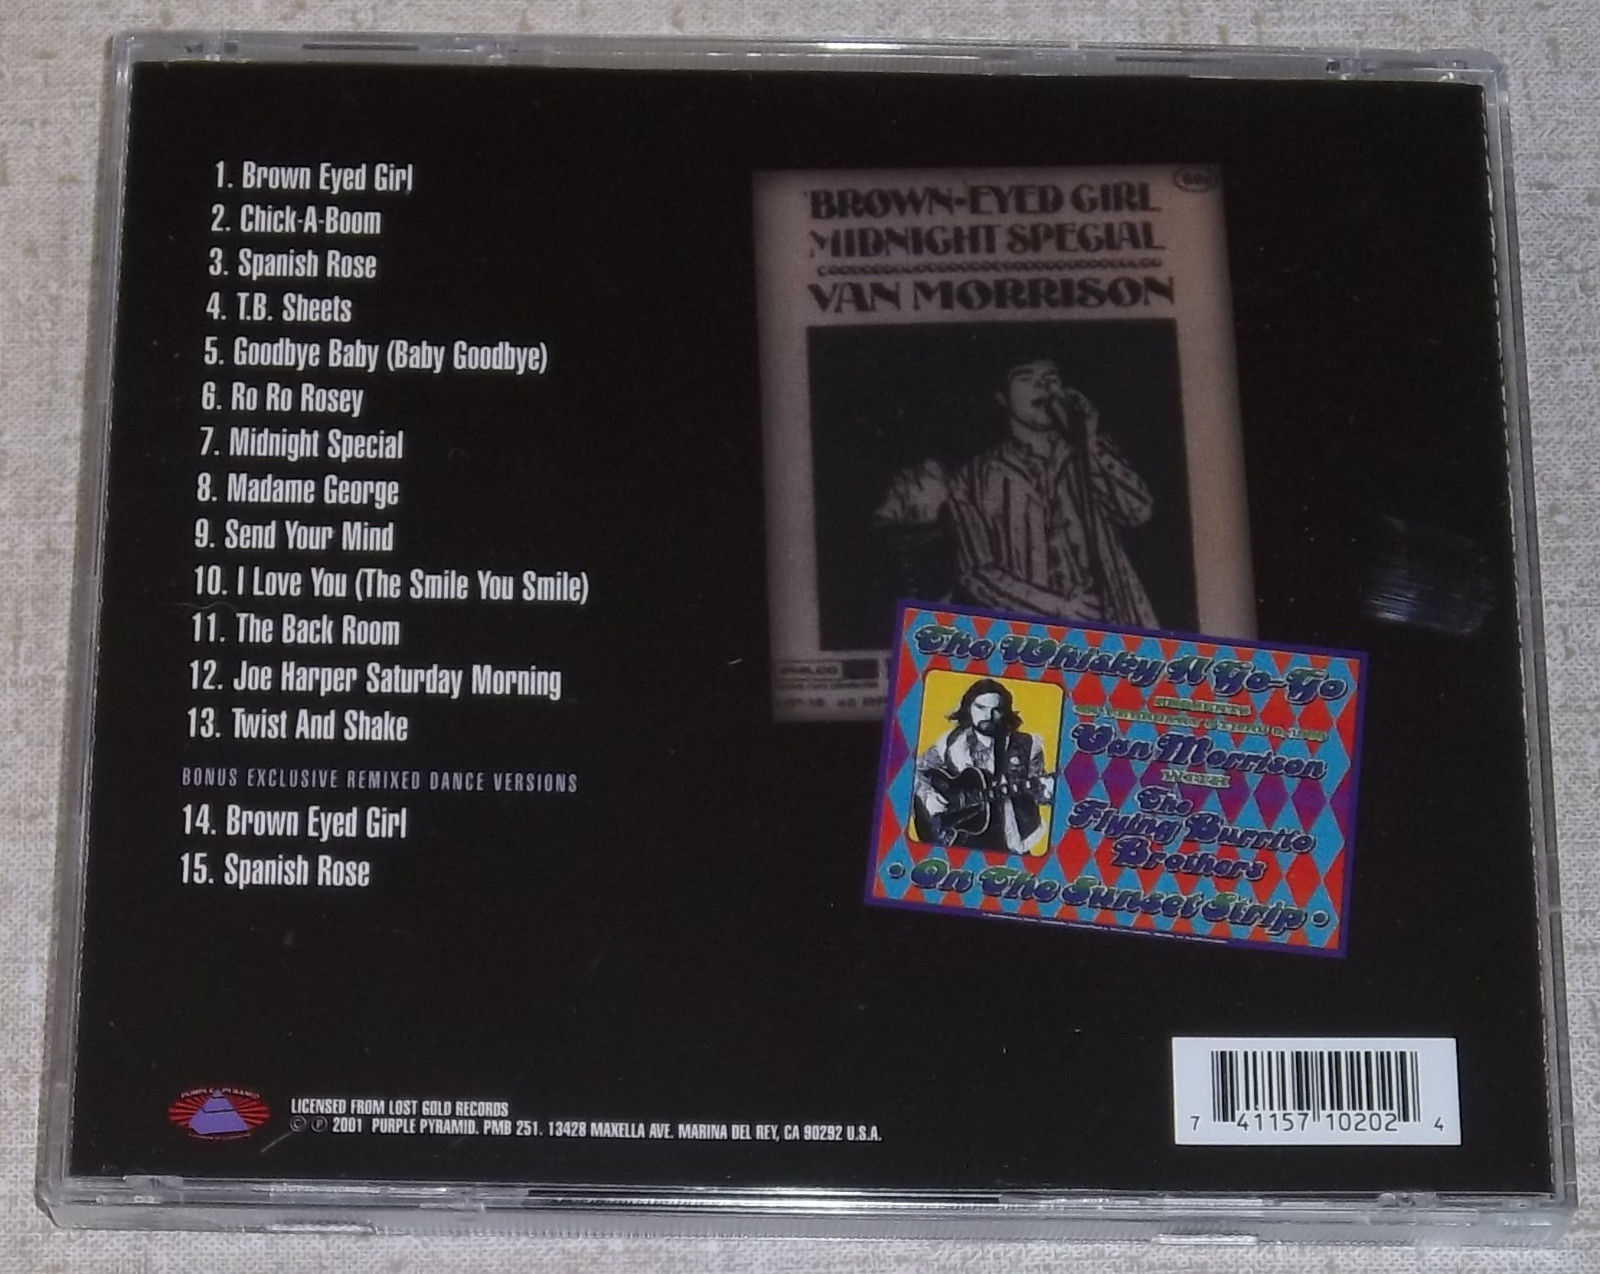 1. Brown Eyed Girl
2. Chick-A-Boom
3. Spanish Rose
4. T.B. Sheets
5. Goodbye Baby (Baby Goodbye)
6. Ro Ro Rosey
7. Midnight Special
8. Madame George
9. Send Your Mind
10. I Love You (The Smile You Smile)
11. The Back Room
12. Joe Harper Saturday Morning
13. Twist And Shake
BONUS EXCLUSIVE REMIXED DANCE VERSIONS
14. Brown Eyed Girl
15. Spanish Rose
'BROWN-EYED GIRL
MIDNIGHT SPECIAL
VAN MORRISON
PHILCO
The Whisky A Go-Go
PRESENTS
Van Morrison
WITH
The
Flying Burrito
Brothers
• On The Sunset Strip •
PURPLE PYRAMID
LICENSED FROM LOST GOLD RECORDS
© ℗ 2001 PURPLE PYRAMID. PMB 251. 13428 MAXELLA AVE. MARINA DEL REY, CA 90292 U.S.A.
7 41157 10202 4